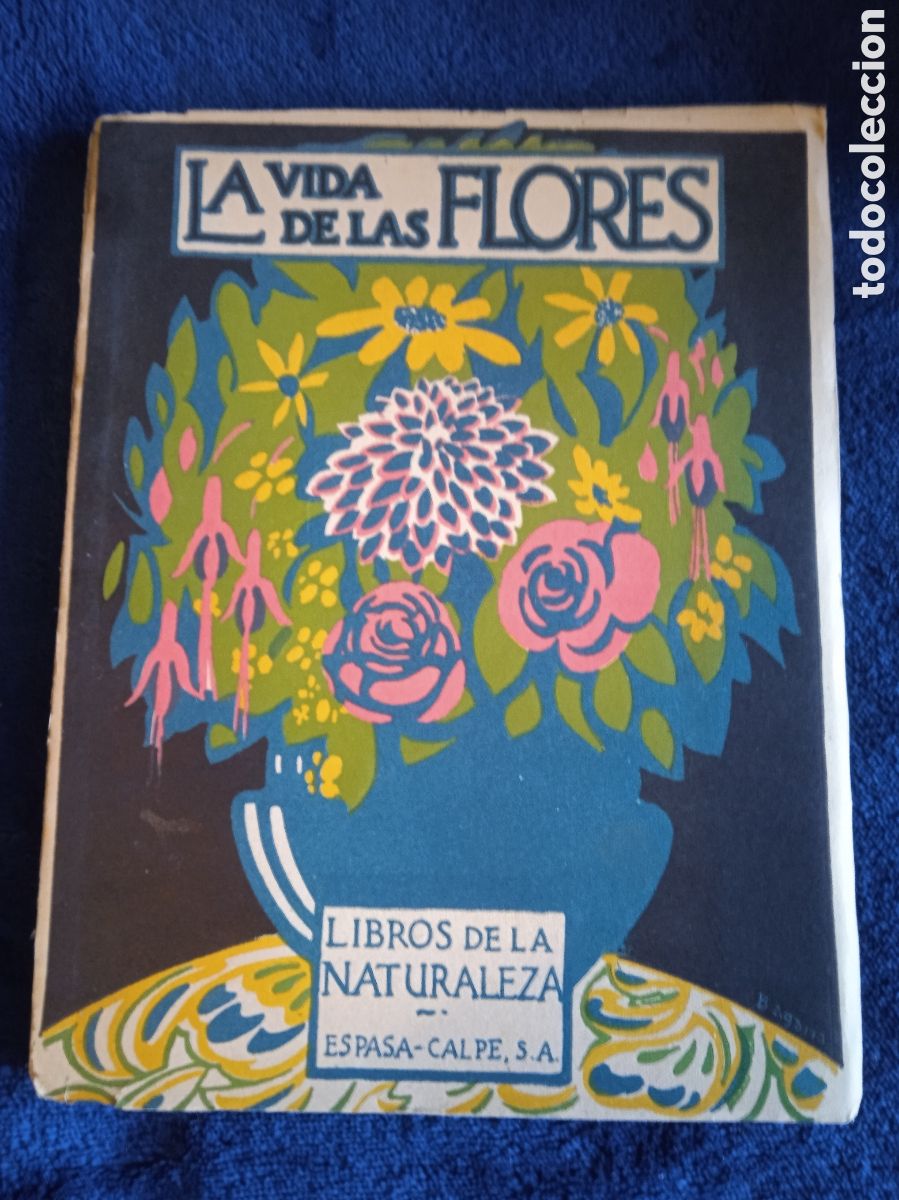 LA VIDA DE LAS FLORES
LIBROS DE LA
NATURALEZA
ESPASA-CALPE, S.A.
todocoleccion